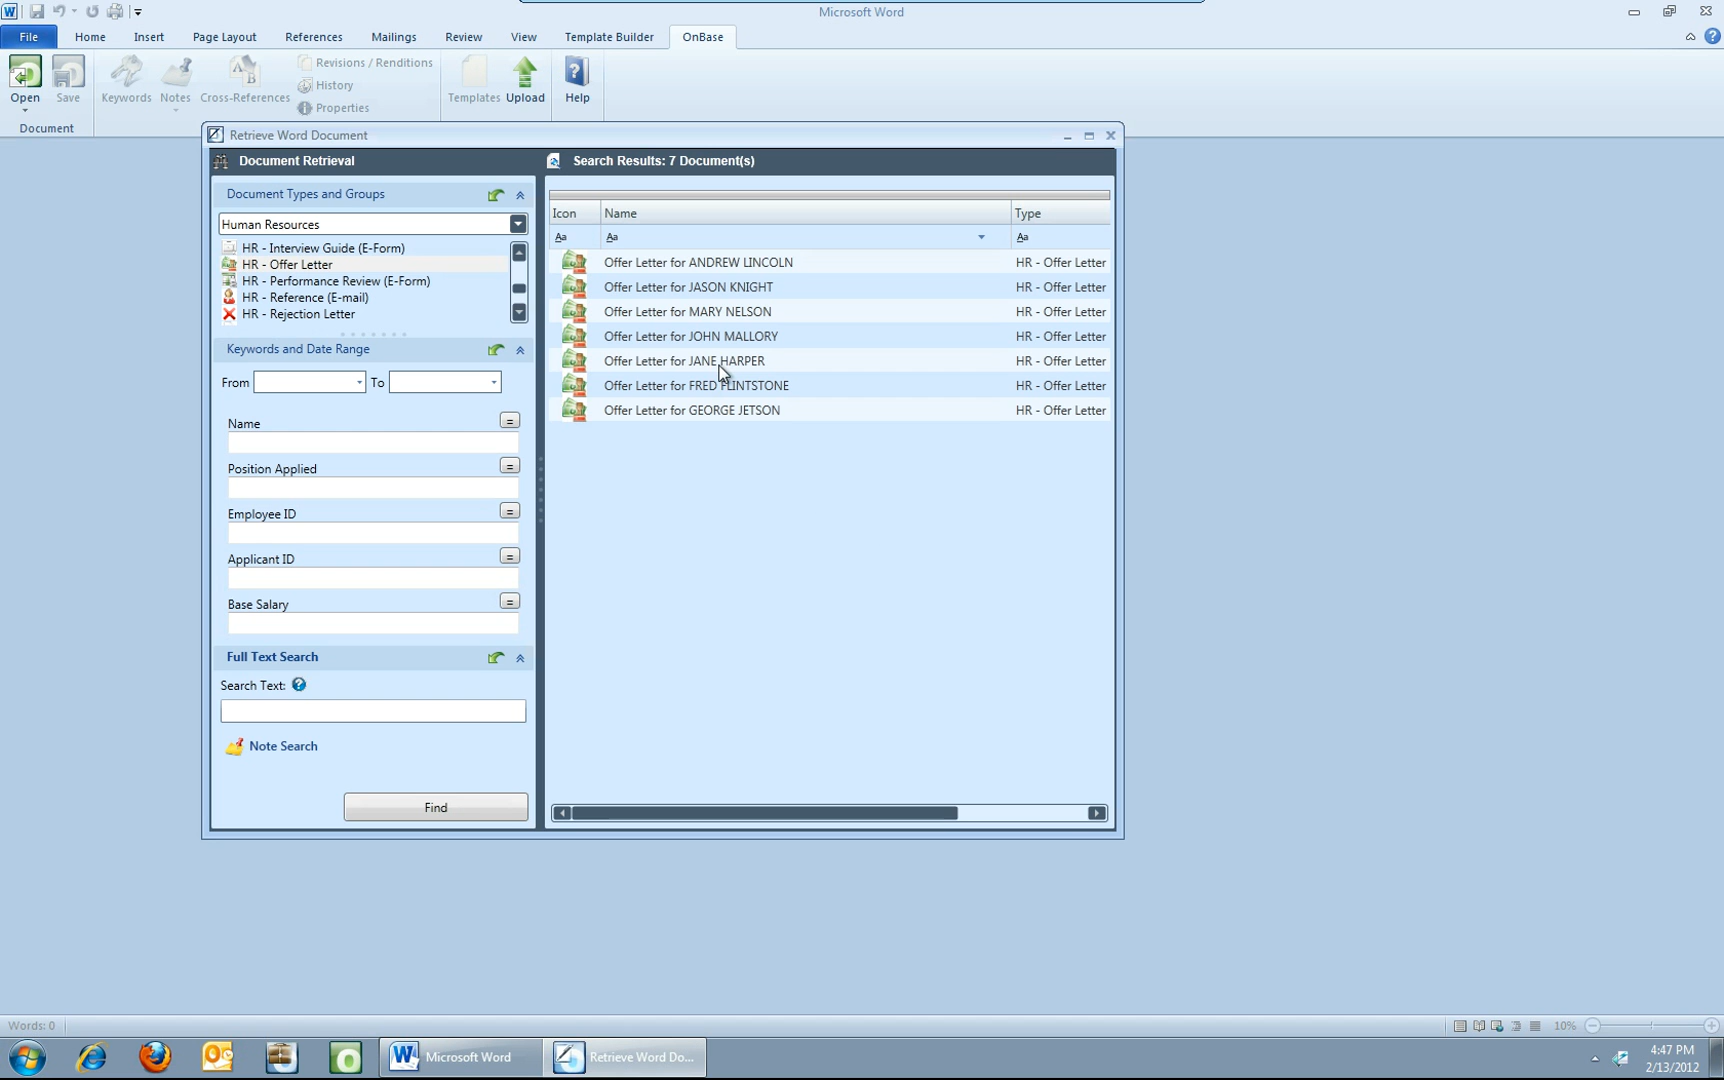 Microsoft Word
File Home Insert Page Layout References Mailings Review View Template Builder OnBase
Open Save Keywords Notes Cross-References Revisions / Renditions History Properties Templates Upload Help
Document
Retrieve Word Document
Document Retrieval
Document Types and Groups
Human Resources
HR - Interview Guide (E-Form)
HR - Offer Letter
HR - Performance Review (E-Form)
HR - Reference (E-mail)
HR - Rejection Letter
Keywords and Date Range
From To
Name =
Position Applied =
Employee ID =
Applicant ID =
Base Salary =
Full Text Search
Search Text:
Note Search
Find
Search Results: 7 Document(s)
Icon Name Type
Aa Aa Aa
Offer Letter for ANDREW LINCOLN HR - Offer Letter
Offer Letter for JASON KNIGHT HR - Offer Letter
Offer Letter for MARY NELSON HR - Offer Letter
Offer Letter for JOHN MALLORY HR - Offer Letter
Offer Letter for JANE HARPER HR - Offer Letter
Offer Letter for FRED FLINTSTONE HR - Offer Letter
Offer Letter for GEORGE JETSON HR - Offer Letter
Words: 0 10%
Microsoft Word Retrieve Word Do... 4:47 PM
2/13/2012